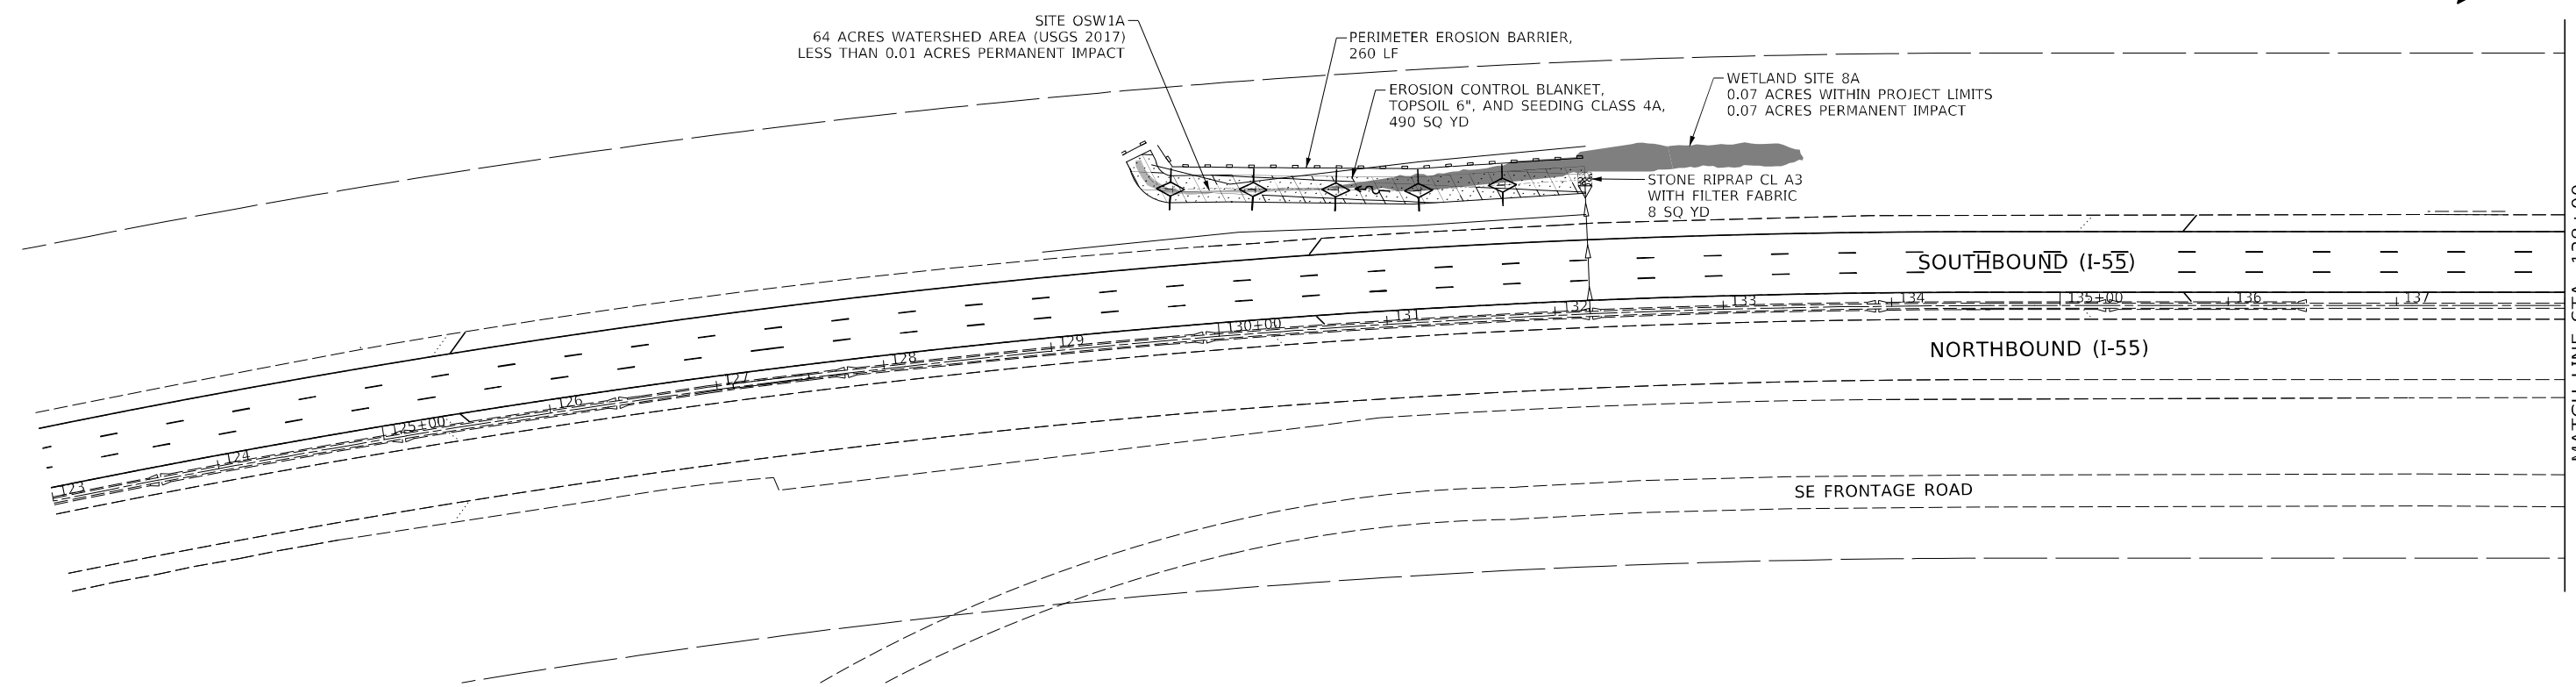 SITE OSW1A
64 ACRES WATERSHED AREA (USGS 2017)
LESS THAN 0.01 ACRES PERMANENT IMPACT
PERIMETER EROSION BARRIER,
260 LF
EROSION CONTROL BLANKET,
TOPSOIL 6", AND SEEDING CLASS 4A,
490 SQ YD
WETLAND SITE 8A
0.07 ACRES WITHIN PROJECT LIMITS
0.07 ACRES PERMANENT IMPACT
STONE RIPRAP CL A3
WITH FILTER FABRIC
8 SQ YD
SOUTHBOUND (I-55)
123
124
125+00
126
127
128
129
130+00
131
132
133
134
135+00
136
137
NORTHBOUND (I-55)
SE FRONTAGE ROAD